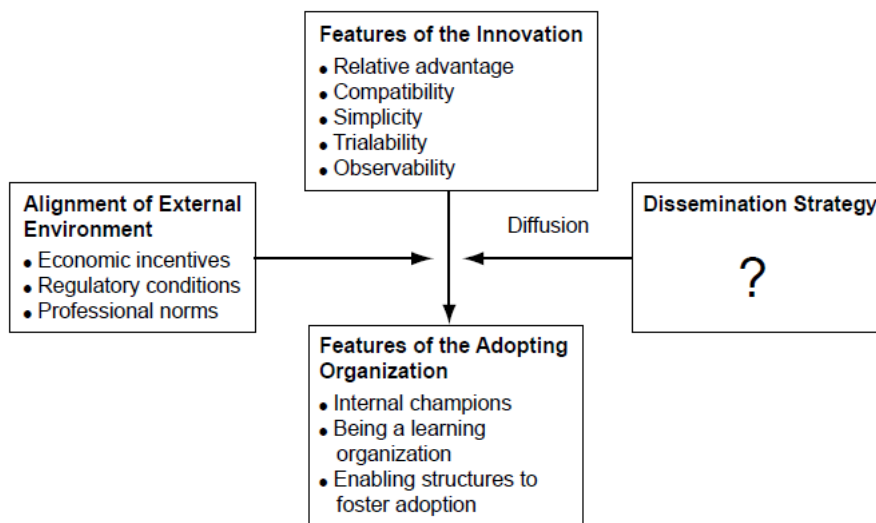 Features of the Innovation
● Relative advantage
● Compatibility
● Simplicity
● Trialability
● Observability
Alignment of External
Environment
● Economic incentives
● Regulatory conditions
● Professional norms
Diffusion
Dissemination Strategy
?
Features of the Adopting
Organization
● Internal champions
● Being a learning
organization
● Enabling structures to
foster adoption